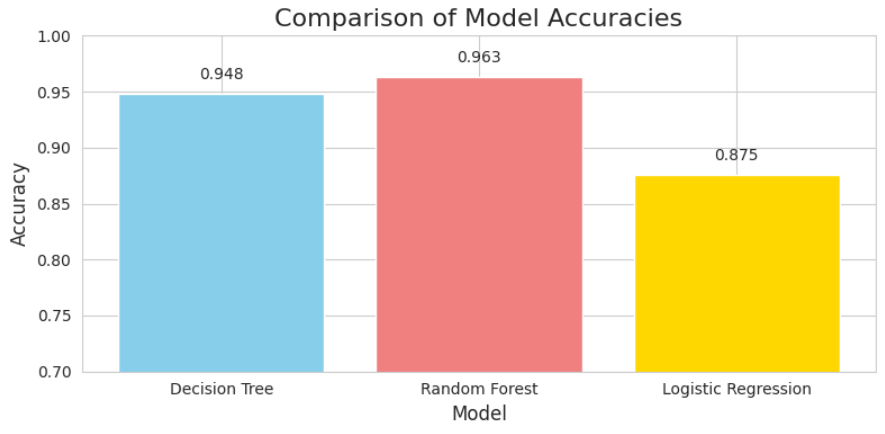 Comparison of Model Accuracies
1.00
0.95
0.90
0.85
0.80
0.75
0.70
Accuracy
0.948
0.963
0.875
Decision Tree
Random Forest
Logistic Regression
Model